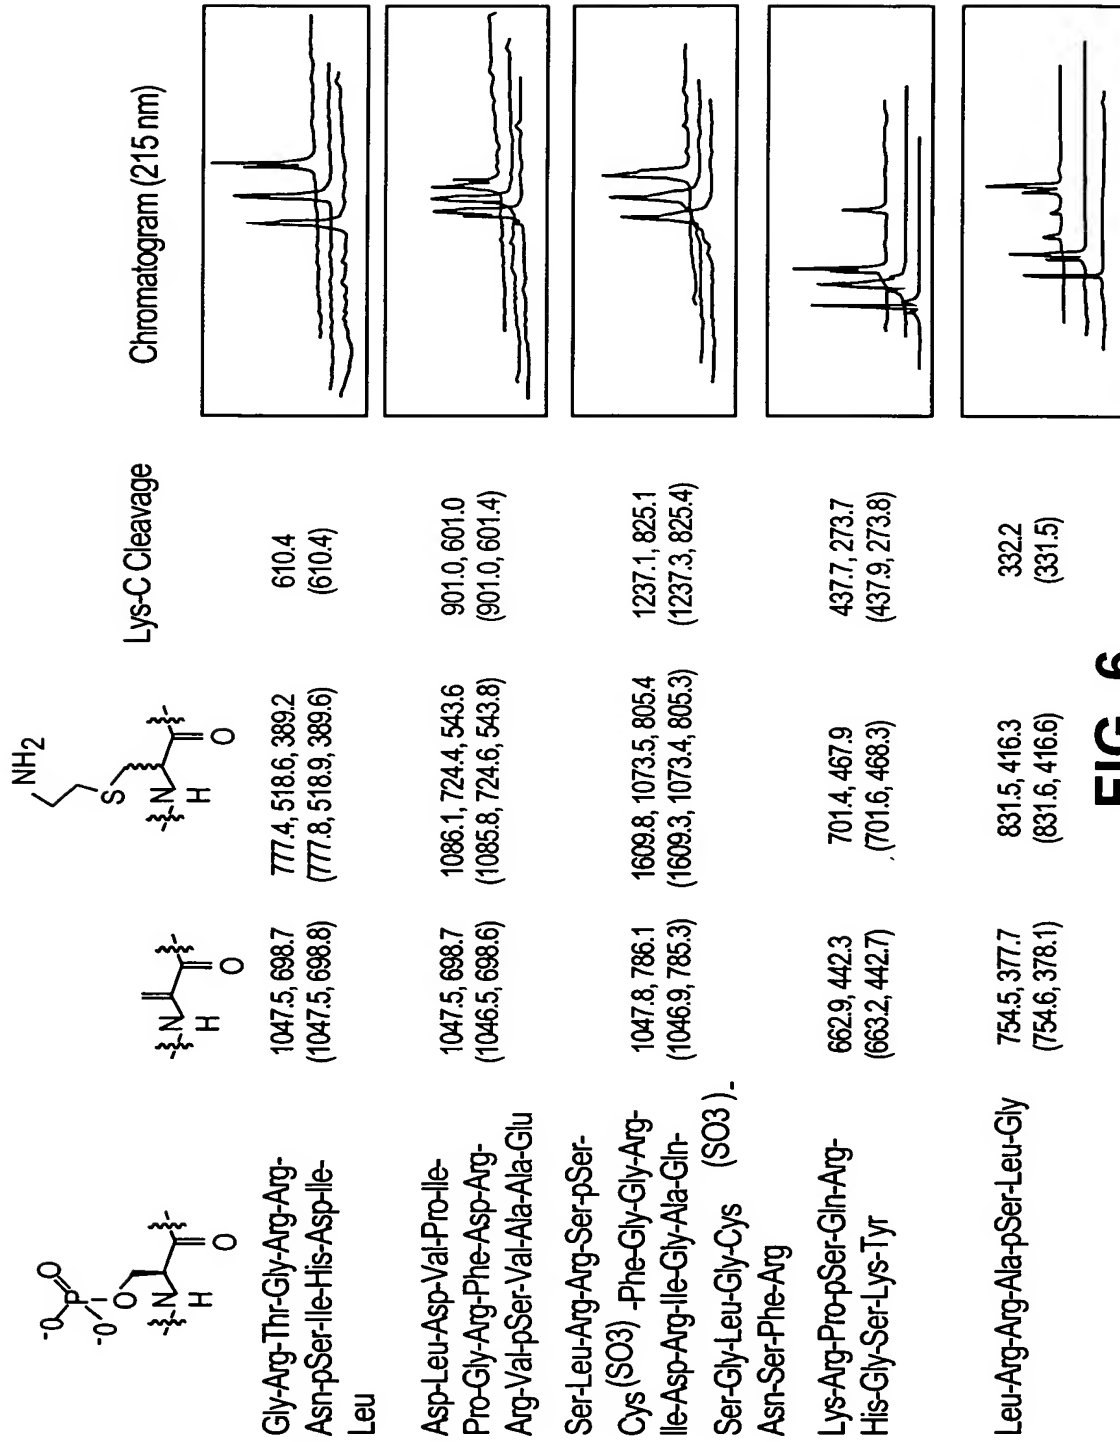 Chromatogram (215 nm)
Lys-C Cleavage
NH2
S
N
H
O
N
H
O
-O
-O
P
O
O
N
H
O
Gly-Arg-Thr-Gly-Arg-Arg-
Asn-pSer-Ile-His-Asp-Ile-
Leu
1047.5, 698.7
(1047.5, 698.8)
777.4, 518.6, 389.2
(777.8, 518.9, 389.6)
610.4
(610.4)
Asp-Leu-Asp-Val-Pro-Ile-
Pro-Gly-Arg-Phe-Asp-Arg-
Arg-Val-pSer-Val-Ala-Ala-Glu
1047.5, 698.7
(1046.5, 698.6)
1086.1, 724.4, 543.6
(1085.8, 724.6, 543.8)
901.0, 601.0
(901.0, 601.4)
Ser-Leu-Arg-Arg-Ser-pSer-
Cys(SO3) -Phe-Gly-Gly-Arg-
Ile-Asp-Arg-Ile-Gly-Ala-Gln-
Ser-Gly-Leu-Gly-Cys (SO3 )-
Asn-Ser-Phe-Arg
1047.8, 786.1
(1046.9, 785.3)
1609.8, 1073.5, 805.4
(1609.3, 1073.4, 805.3)
1237.1, 825.1
(1237.3, 825.4)
Lys-Arg-Pro-pSer-Gln-Arg-
His-Gly-Ser-Lys-Tyr
662.9, 442.3
(663.2, 442.7)
701.4, 467.9
(701.6, 468.3)
437.7, 273.7
(437.9, 273.8)
Leu-Arg-Arg-Ala-pSer-Leu-Gly
754.5, 377.7
(754.6, 378.1)
831.5, 416.3
(831.6, 416.6)
332.2
(331.5)